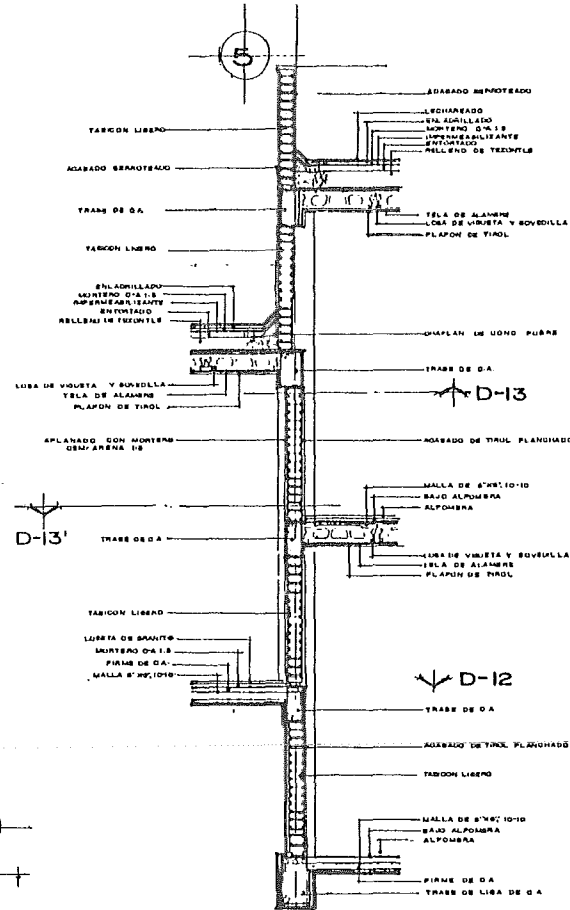 5
ACABADO SERROTEADO
LECHAREADO
ENLADRILLADO
MORTERO C-A 1:5
IMPERMEABILIZANTE
ENTORTADO
RELLENO DE TEZONTLE
TABICON LIGERO
ACABADO SERROTEADO
TRABE DE C.A.
TELA DE ALAMBRE
LOSA DE VIGUETA Y BOVEDILLA
PLAFON DE TIROL
TABICON LIGERO
ENLADRILLADO
MORTERO C-A 1:5
IMPERMEABILIZANTE
ENTORTADO
RELLENO DE TEZONTLE
CHAFLAN DE CONC. POBRE
TRABE DE C.A.
LOSA DE VIGUETA Y BOVEDILLA
TELA DE ALAMBRE
PLAFON DE TIROL
D-13
APLANADO CON MORTERO
CEM/ARENA 1:5
ACABADO DE TIROL PLANCHADO
MALLA DE 6"X6", 10-10
BAJO ALFOMBRA
ALFOMBRA
D-13'
TRABE DE C.A
LOSA DE VIGUETA Y BOVEDILLA
TELA DE ALAMBRE
PLAFON DE TIROL
TABICON LIGERO
LOSETA DE GRANITO
MORTERO C-A 1:5
FIRME DE C.A.
MALLA 6"X6", 10-10
D-12
TRABE DE C.A
ACABADO DE TIROL PLANCHADO
TABICON LIGERO
MALLA DE 6"X6", 10-10
BAJO ALFOMBRA
ALFOMBRA
FIRME DE C.A
TRABE DE LIGA DE C.A